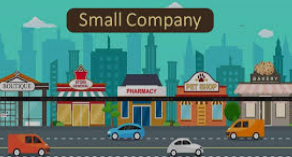 Small Company
BOUTIQUE
PHARMACY
PET SHOP
BAKERY